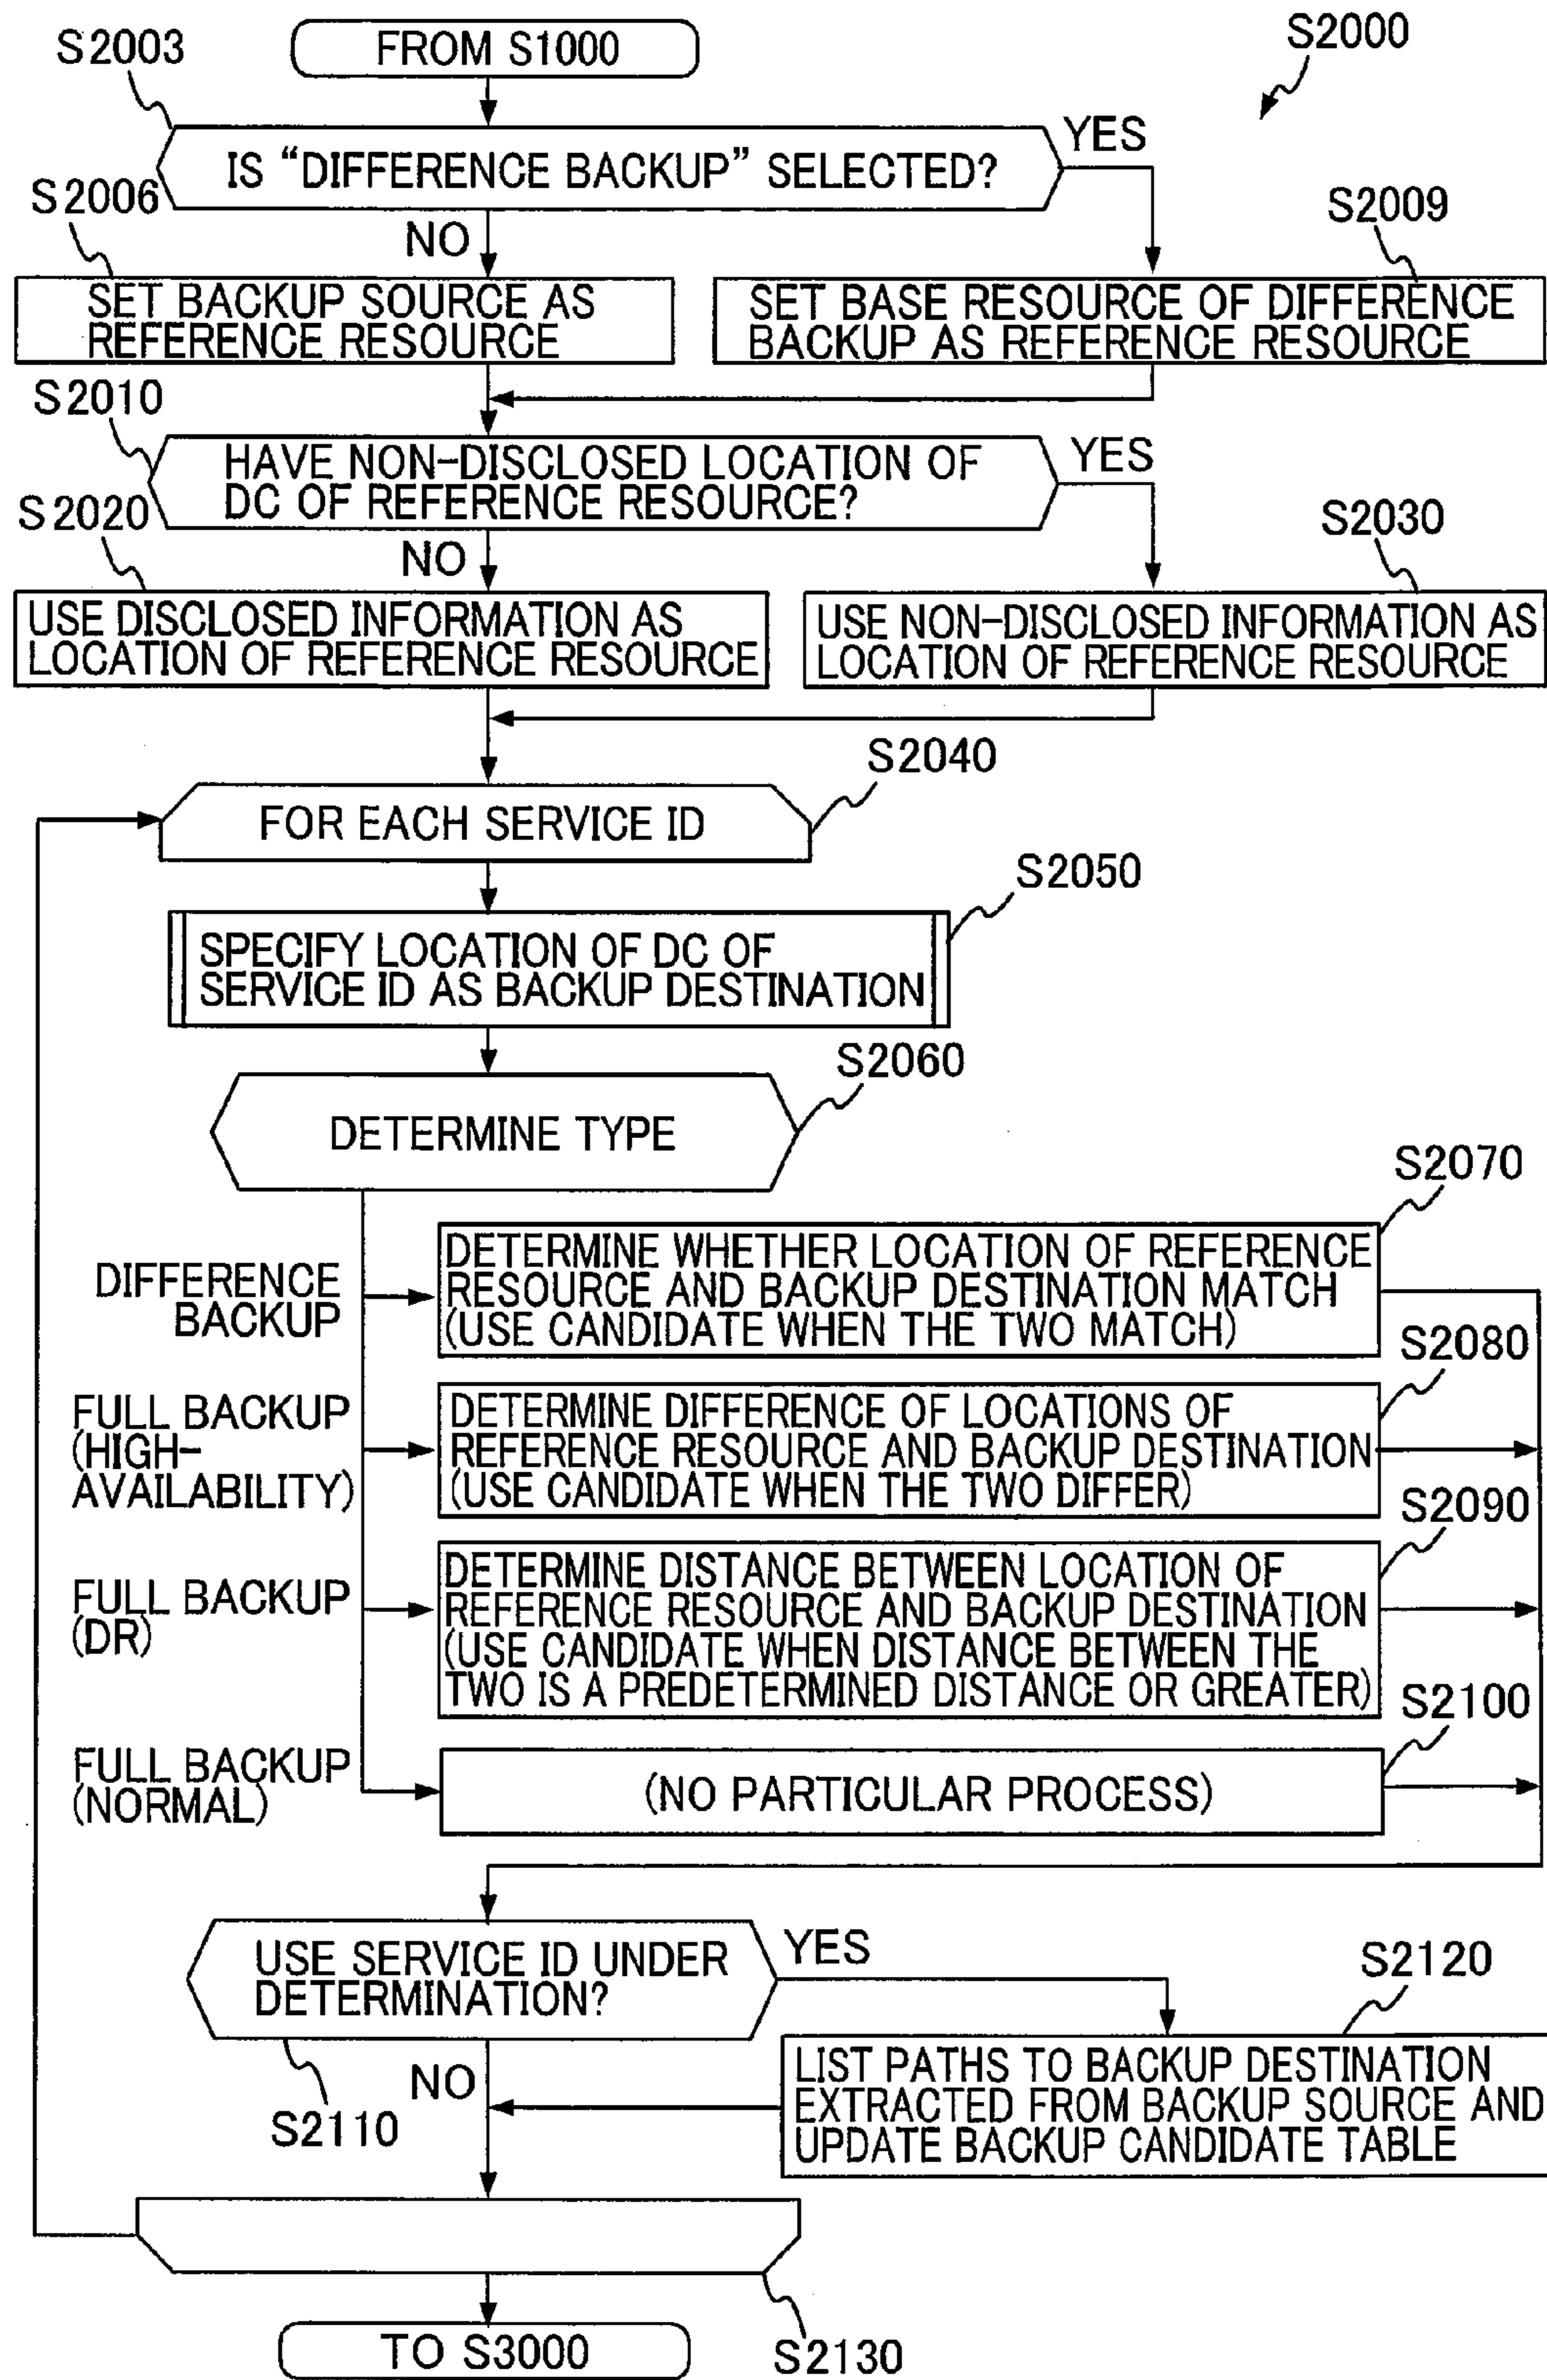 S2003
FROM S1000
S2000
IS “DIFFERENCE BACKUP” SELECTED?
YES
S2006
NO
S2009
SET BACKUP SOURCE AS
REFERENCE RESOURCE
SET BASE RESOURCE OF DIFFERENCE
BACKUP AS REFERENCE RESOURCE
S2010
HAVE NON-DISCLOSED LOCATION OF
DC OF REFERENCE RESOURCE?
YES
S2020
NO
S2030
USE DISCLOSED INFORMATION AS
LOCATION OF REFERENCE RESOURCE
USE NON-DISCLOSED INFORMATION AS
LOCATION OF REFERENCE RESOURCE
S2040
FOR EACH SERVICE ID
S2050
SPECIFY LOCATION OF DC OF
SERVICE ID AS BACKUP DESTINATION
S2060
DETERMINE TYPE
S2070
DIFFERENCE
BACKUP
DETERMINE WHETHER LOCATION OF REFERENCE
RESOURCE AND BACKUP DESTINATION MATCH
(USE CANDIDATE WHEN THE TWO MATCH)
S2080
FULL BACKUP
(HIGH-
AVAILABILITY)
DETERMINE DIFFERENCE OF LOCATIONS OF
REFERENCE RESOURCE AND BACKUP DESTINATION
(USE CANDIDATE WHEN THE TWO DIFFER)
S2090
FULL BACKUP
(DR)
DETERMINE DISTANCE BETWEEN LOCATION OF
REFERENCE RESOURCE AND BACKUP DESTINATION
(USE CANDIDATE WHEN DISTANCE BETWEEN THE
TWO IS A PREDETERMINED DISTANCE OR GREATER)
S2100
FULL BACKUP
(NORMAL)
(NO PARTICULAR PROCESS)
USE SERVICE ID UNDER
DETERMINATION?
YES
S2120
S2110
NO
LIST PATHS TO BACKUP DESTINATION
EXTRACTED FROM BACKUP SOURCE AND
UPDATE BACKUP CANDIDATE TABLE
TO S3000
S2130